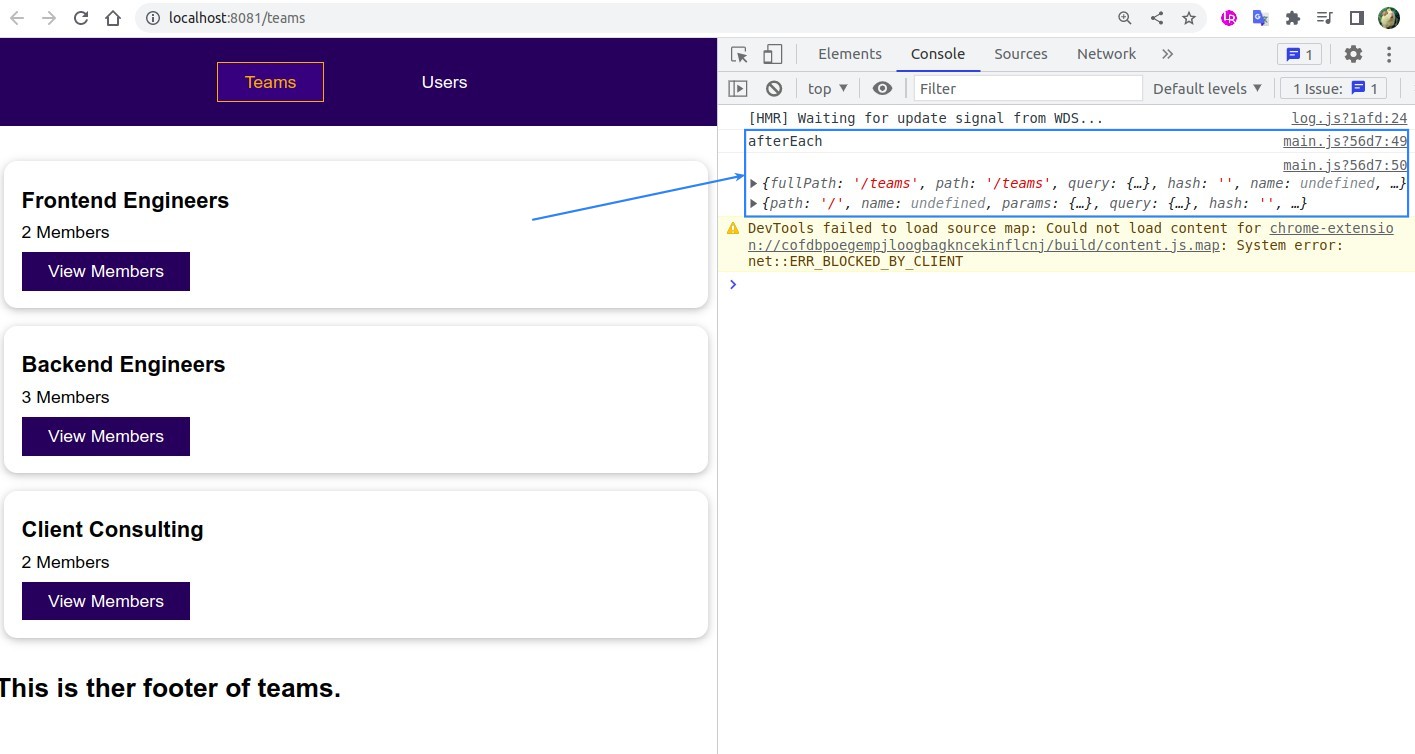 localhost:8081/teams
Teams
Users
Frontend Engineers
2 Members
View Members
Backend Engineers
3 Members
View Members
Client Consulting
2 Members
View Members
This is ther footer of teams.
Elements Console Sources Network 1
top Filter Default levels 1 Issue: 1
[HMR] Waiting for update signal from WDS... log.js?1afd:24
afterEach main.js?56d7:49
main.js?56d7:50
{fullPath: '/teams', path: '/teams', query: {…}, hash: '', name: undefined, …}
{path: '/', name: undefined, params: {…}, query: {…}, hash: '', …}
DevTools failed to load source map: Could not load content for chrome-extensio
n://cofdbpoegempjloogbagkncekinflcnj/build/content.js.map: System error:
net::ERR_BLOCKED_BY_CLIENT